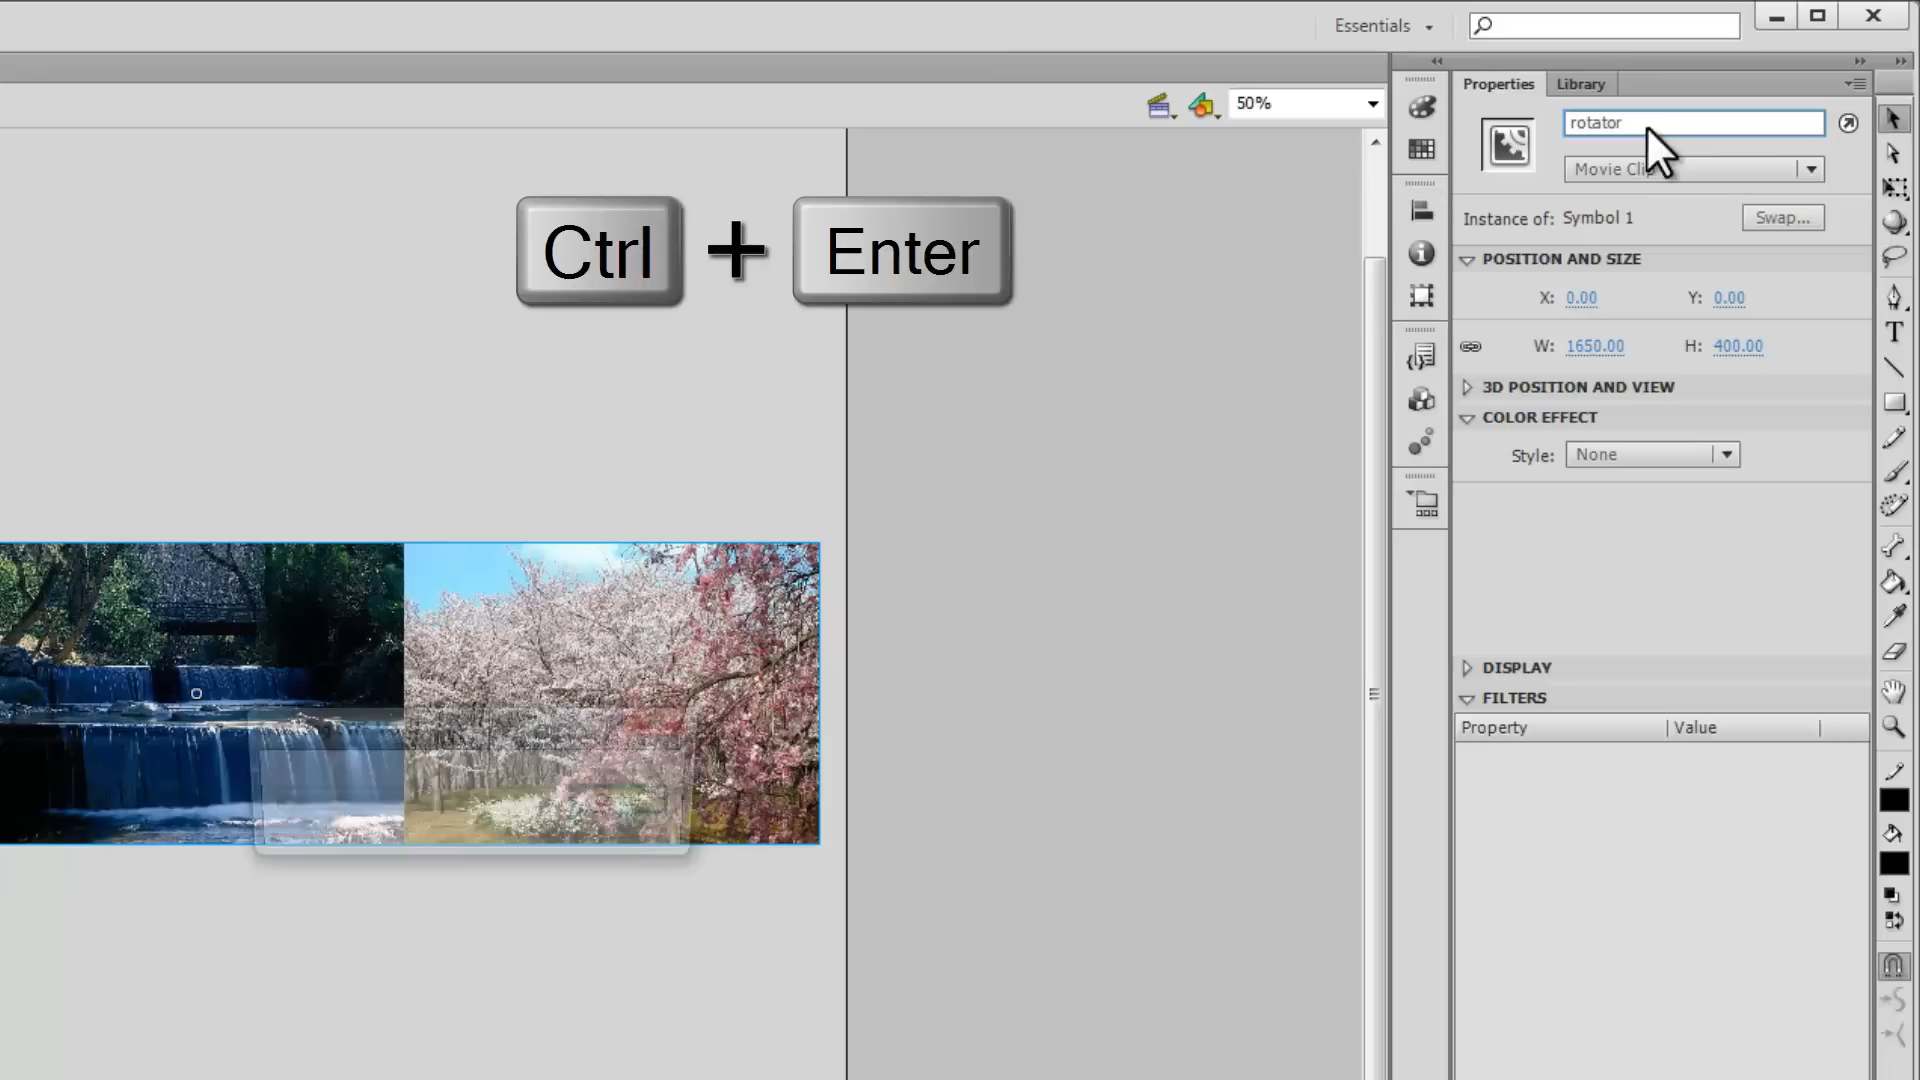 Essentials
Properties Library
50%
rotator
Movie Clip
Ctrl + Enter
Instance of: Symbol 1 Swap...
POSITION AND SIZE
X: 0.00 Y: 0.00
W: 1650.00 H: 400.00
3D POSITION AND VIEW
COLOR EFFECT
Style: None
DISPLAY
FILTERS
Property Value